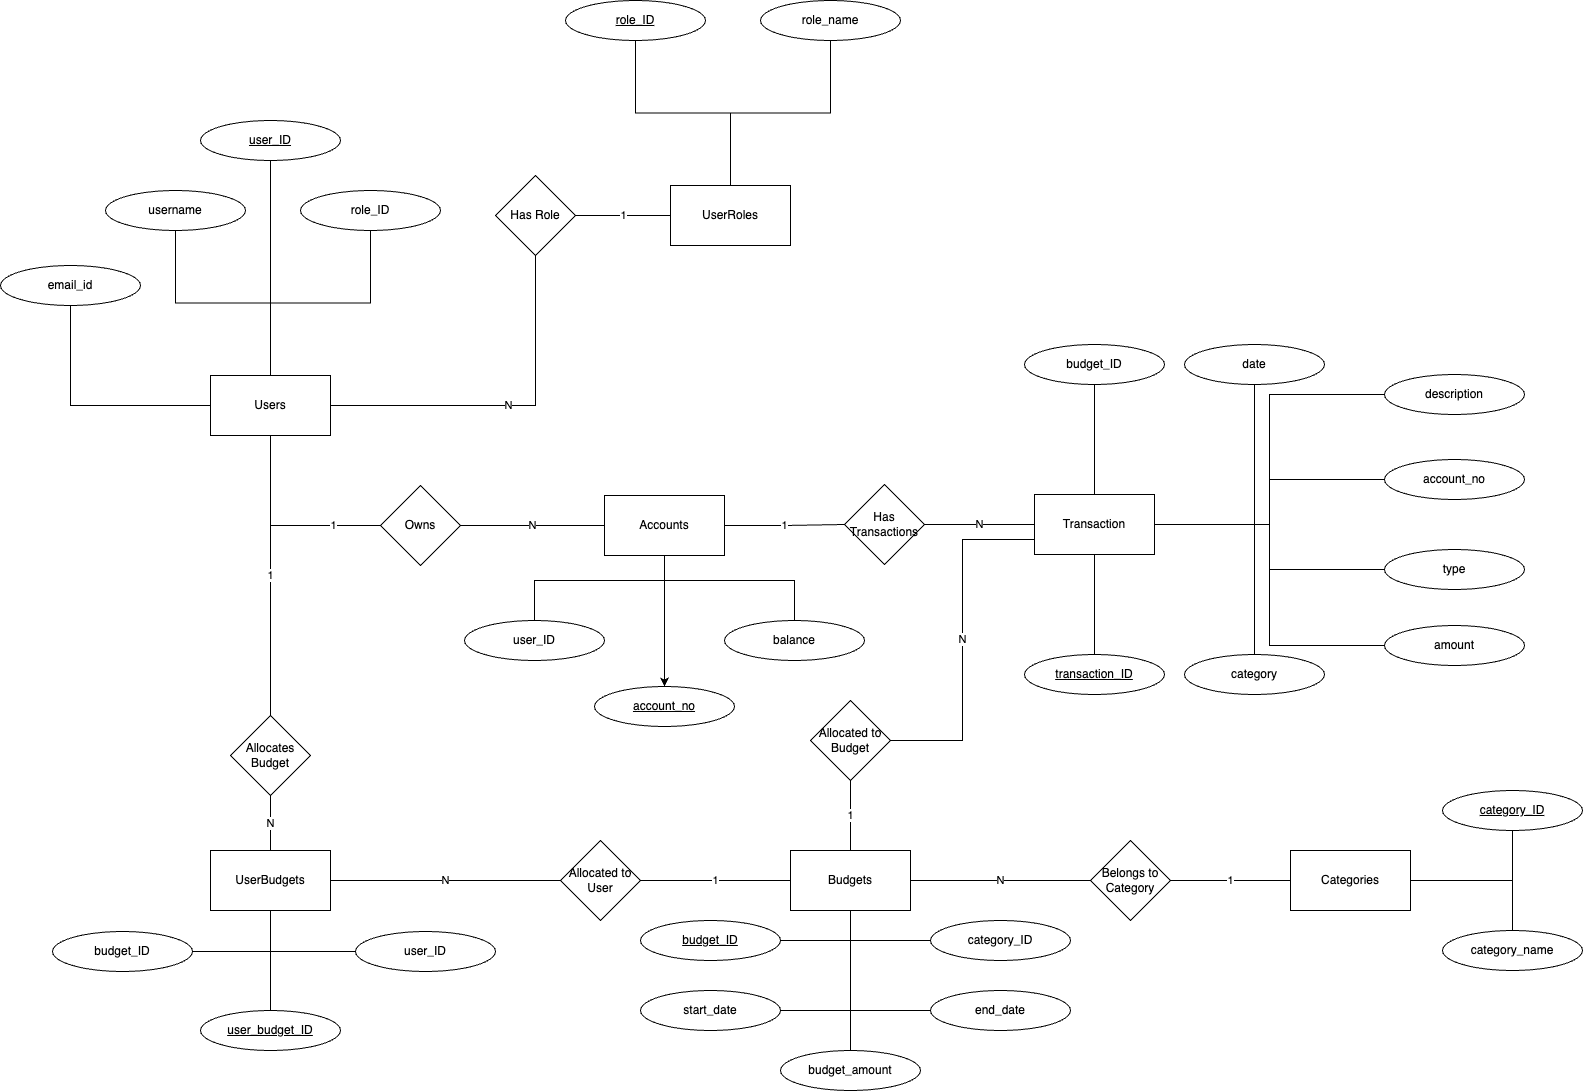 role_ID
role_name
user_ID
username
role_ID
Has Role
1
UserRoles
email_id
budget_ID
date
description
Users
N
account_no
1
Owns
N
Accounts
1
Has
Transactions
N
Transaction
1
type
user_ID
balance
N
amount
transaction_ID
category
account_no
Allocates
Budget
Allocated to
Budget
N
1
category_ID
UserBudgets
N
Allocated to
User
1
Budgets
N
Belongs to
Category
1
Categories
budget_ID
user_ID
budget_ID
category_ID
category_name
start_date
end_date
user_budget_ID
budget_amount